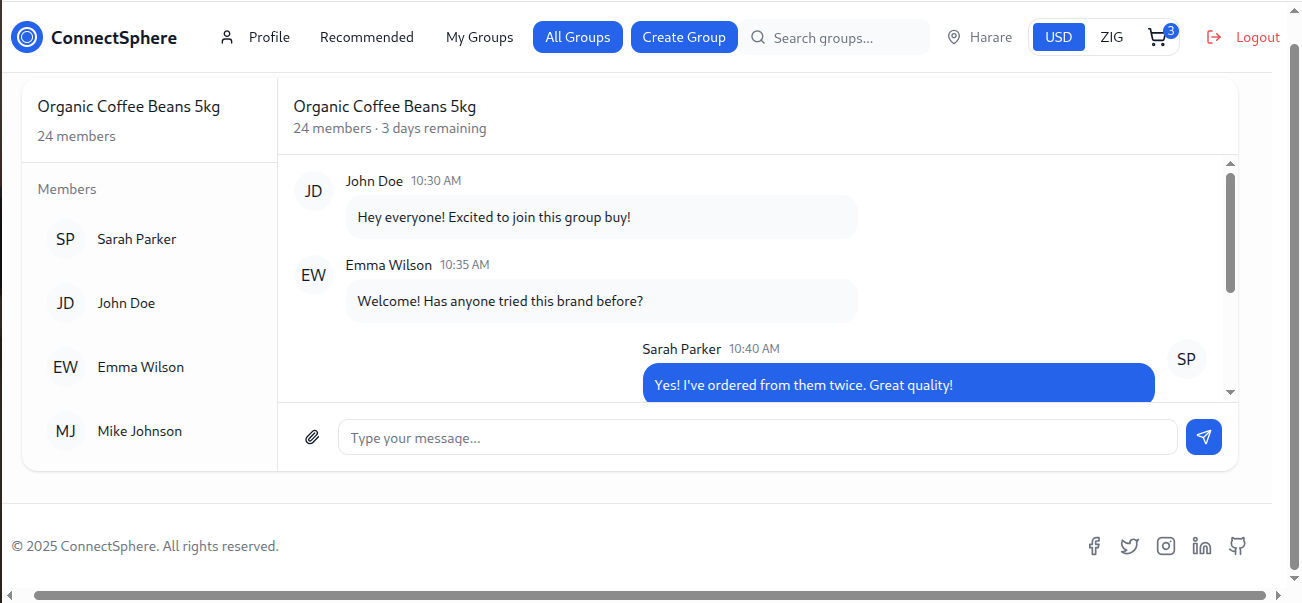 ConnectSphere Profile Recommended My Groups All Groups Create Group Search groups... Harare USD ZIG 3 Logout
Organic Coffee Beans 5kg
24 members
Members
SP Sarah Parker
JD John Doe
EW Emma Wilson
MJ Mike Johnson
Organic Coffee Beans 5kg
24 members · 3 days remaining
JD John Doe 10:30 AM
Hey everyone! Excited to join this group buy!
EW Emma Wilson 10:35 AM
Welcome! Has anyone tried this brand before?
Sarah Parker 10:40 AM SP
Yes! I've ordered from them twice. Great quality!
Type your message...
© 2025 ConnectSphere. All rights reserved.